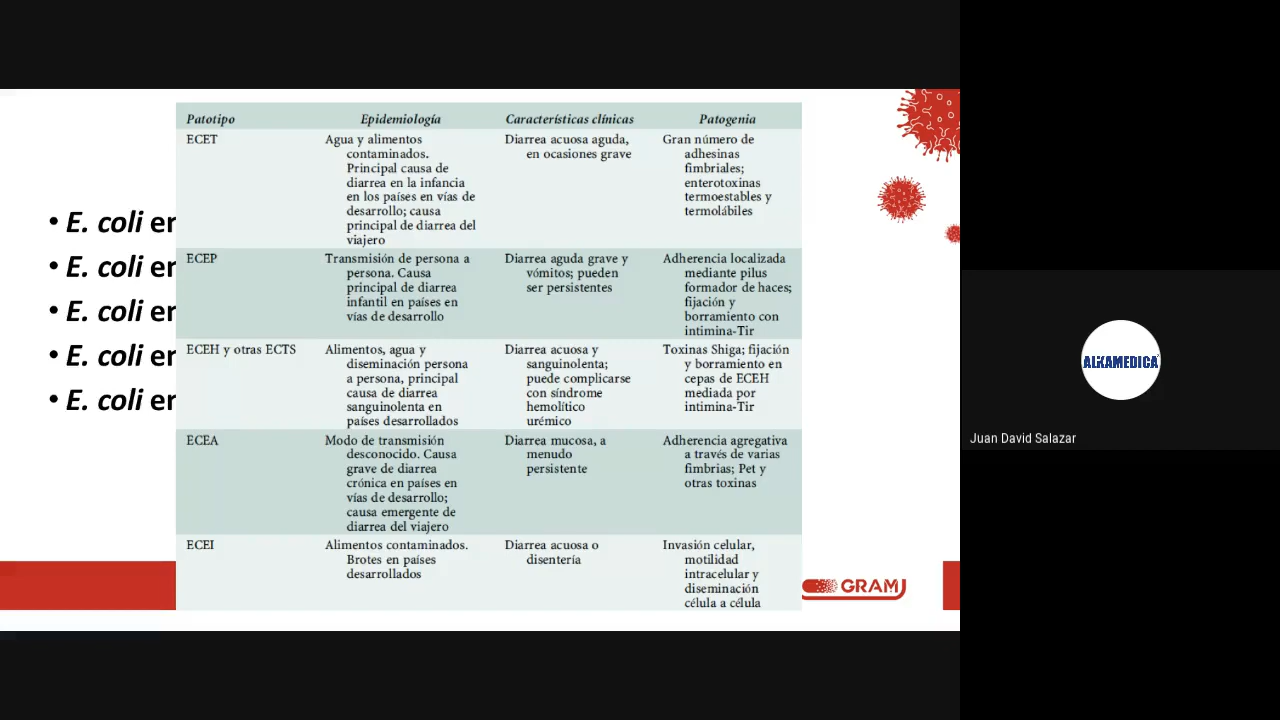 • E. coli en
• E. coli en
• E. coli en
• E. coli en
• E. coli en
Patotipo Epidemiología Características clínicas Patogenia
ECET Agua y alimentos Diarrea acuosa aguda, Gran número de
contaminados. en ocasiones grave adhesinas
Principal causa de fimbriales;
diarrea en la infancia enterotoxinas
en los países en vías de termoestables y
desarrollo; causa termolábiles
principal de diarrea del
viajero
ECEP Transmisión de persona a Diarrea aguda grave y Adherencia localizada
persona. Causa vómitos; pueden mediante pilus
principal de diarrea ser persistentes formador de haces;
infantil en países en fijación y
vías de desarrollo borramiento con
intimina-Tir
ECEH y otras ECTS Alimentos, agua y Diarrea acuosa y Toxinas Shiga; fijación
diseminación persona sanguinolenta; y borramiento en
a persona, principal puede complicarse cepas de ECEH
causa de diarrea con síndrome mediada por
sanguinolenta en hemolítico intimina-Tir
países desarrollados urémico
ECEA Modo de transmisión Diarrea mucosa, a Adherencia agregativa
desconocido. Causa menudo a través de varias
grave de diarrea persistente fimbrias; Pet y
crónica en países en otras toxinas
vías de desarrollo;
causa emergente de
diarrea del viajero
ECEI Alimentos contaminados. Diarrea acuosa o Invasión celular,
Brotes en países disentería motilidad
desarrollados intracelular y
diseminación
célula a célula
GRAM
ALKAMEDICA
Juan David Salazar